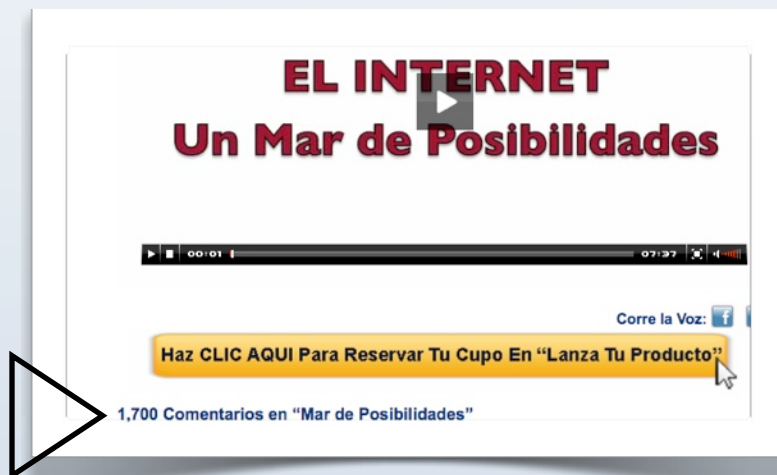 EL INTERNET
Un Mar de Posibilidades
00:01 07:37
Corre la Voz:
Haz CLIC AQUI Para Reservar Tu Cupo En “Lanza Tu Producto”
1,700 Comentarios en “Mar de Posibilidades”